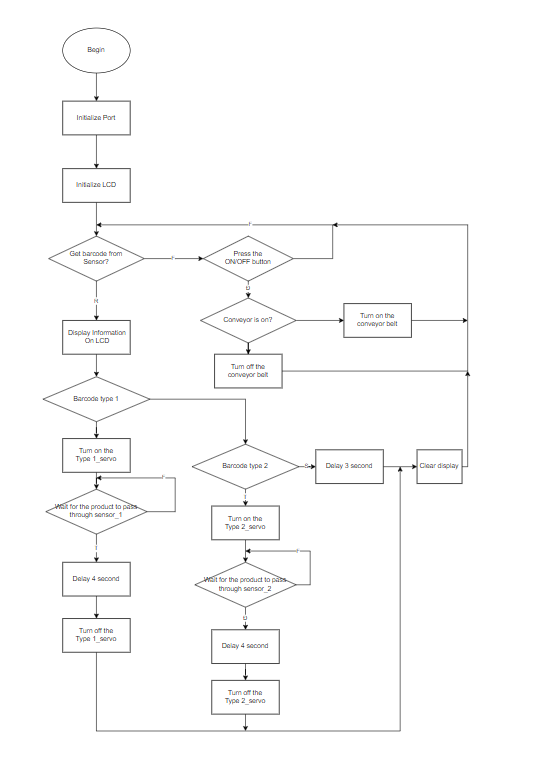 Begin
Initialize Port
Initialize LCD
F
Get barcode from
Sensor?
F
Press the
ON/OFF button
Đ
Display Information
On LCD
Conveyor is on?
Turn on the
conveyor belt
Turn off the
conveyor belt
Barcode type 1
Turn on the
Type 1_servo
F
Wait for the product to pass
through sensor_1
T
Delay 4 second
Turn off the
Type 1_servo
Barcode type 2
S
Delay 3 second
Clear display
T
Turn on the
Type 2_servo
F
Wait for the product to pass
through sensor_2
Đ
Delay 4 second
Turn off the
Type 2_servo